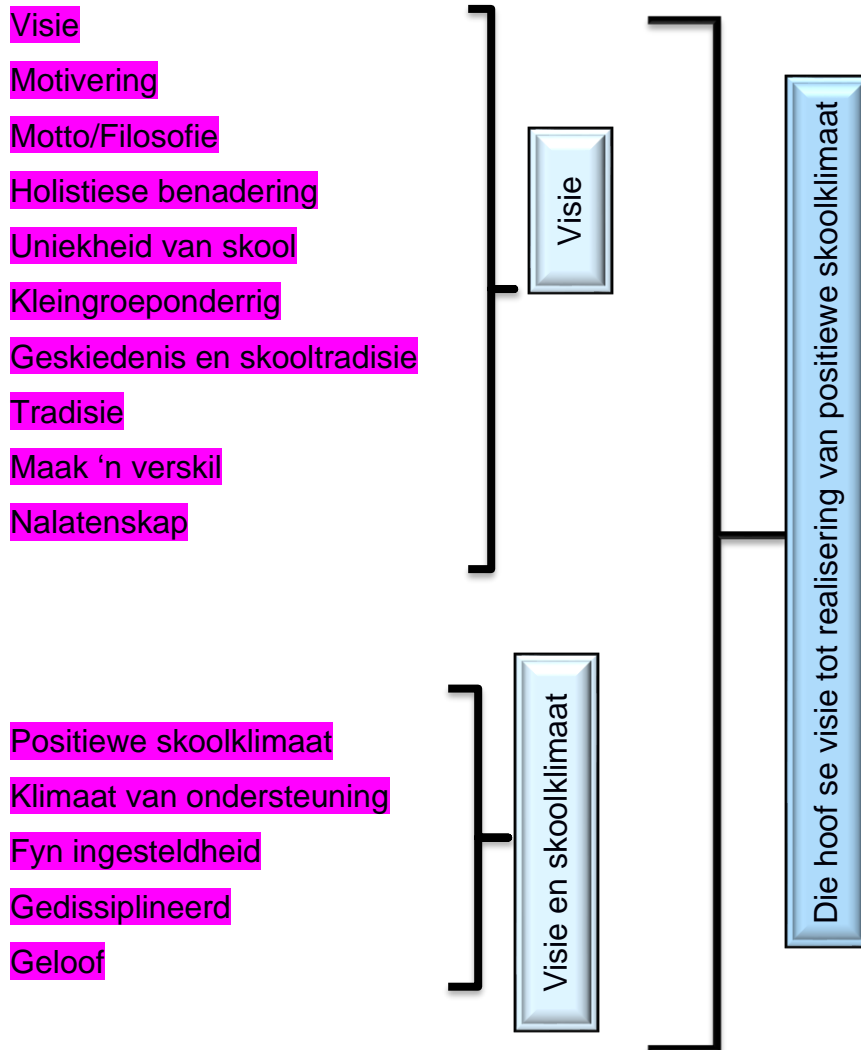 Visie
Motivering
Motto/Filosofie
Holistiese benadering
Uniekheid van skool
Kleingroeponderrig
Geskiedenis en skooltradisie
Tradisie
Maak ‘n verskil
Nalatenskap
Visie
Positiewe skoolklimaat
Klimaat van ondersteuning
Fyn ingesteldheid
Gedissiplineerd
Geloof
Visie en skoolklimaat
Die hoof se visie tot realisering van positiewe skoolklimaat